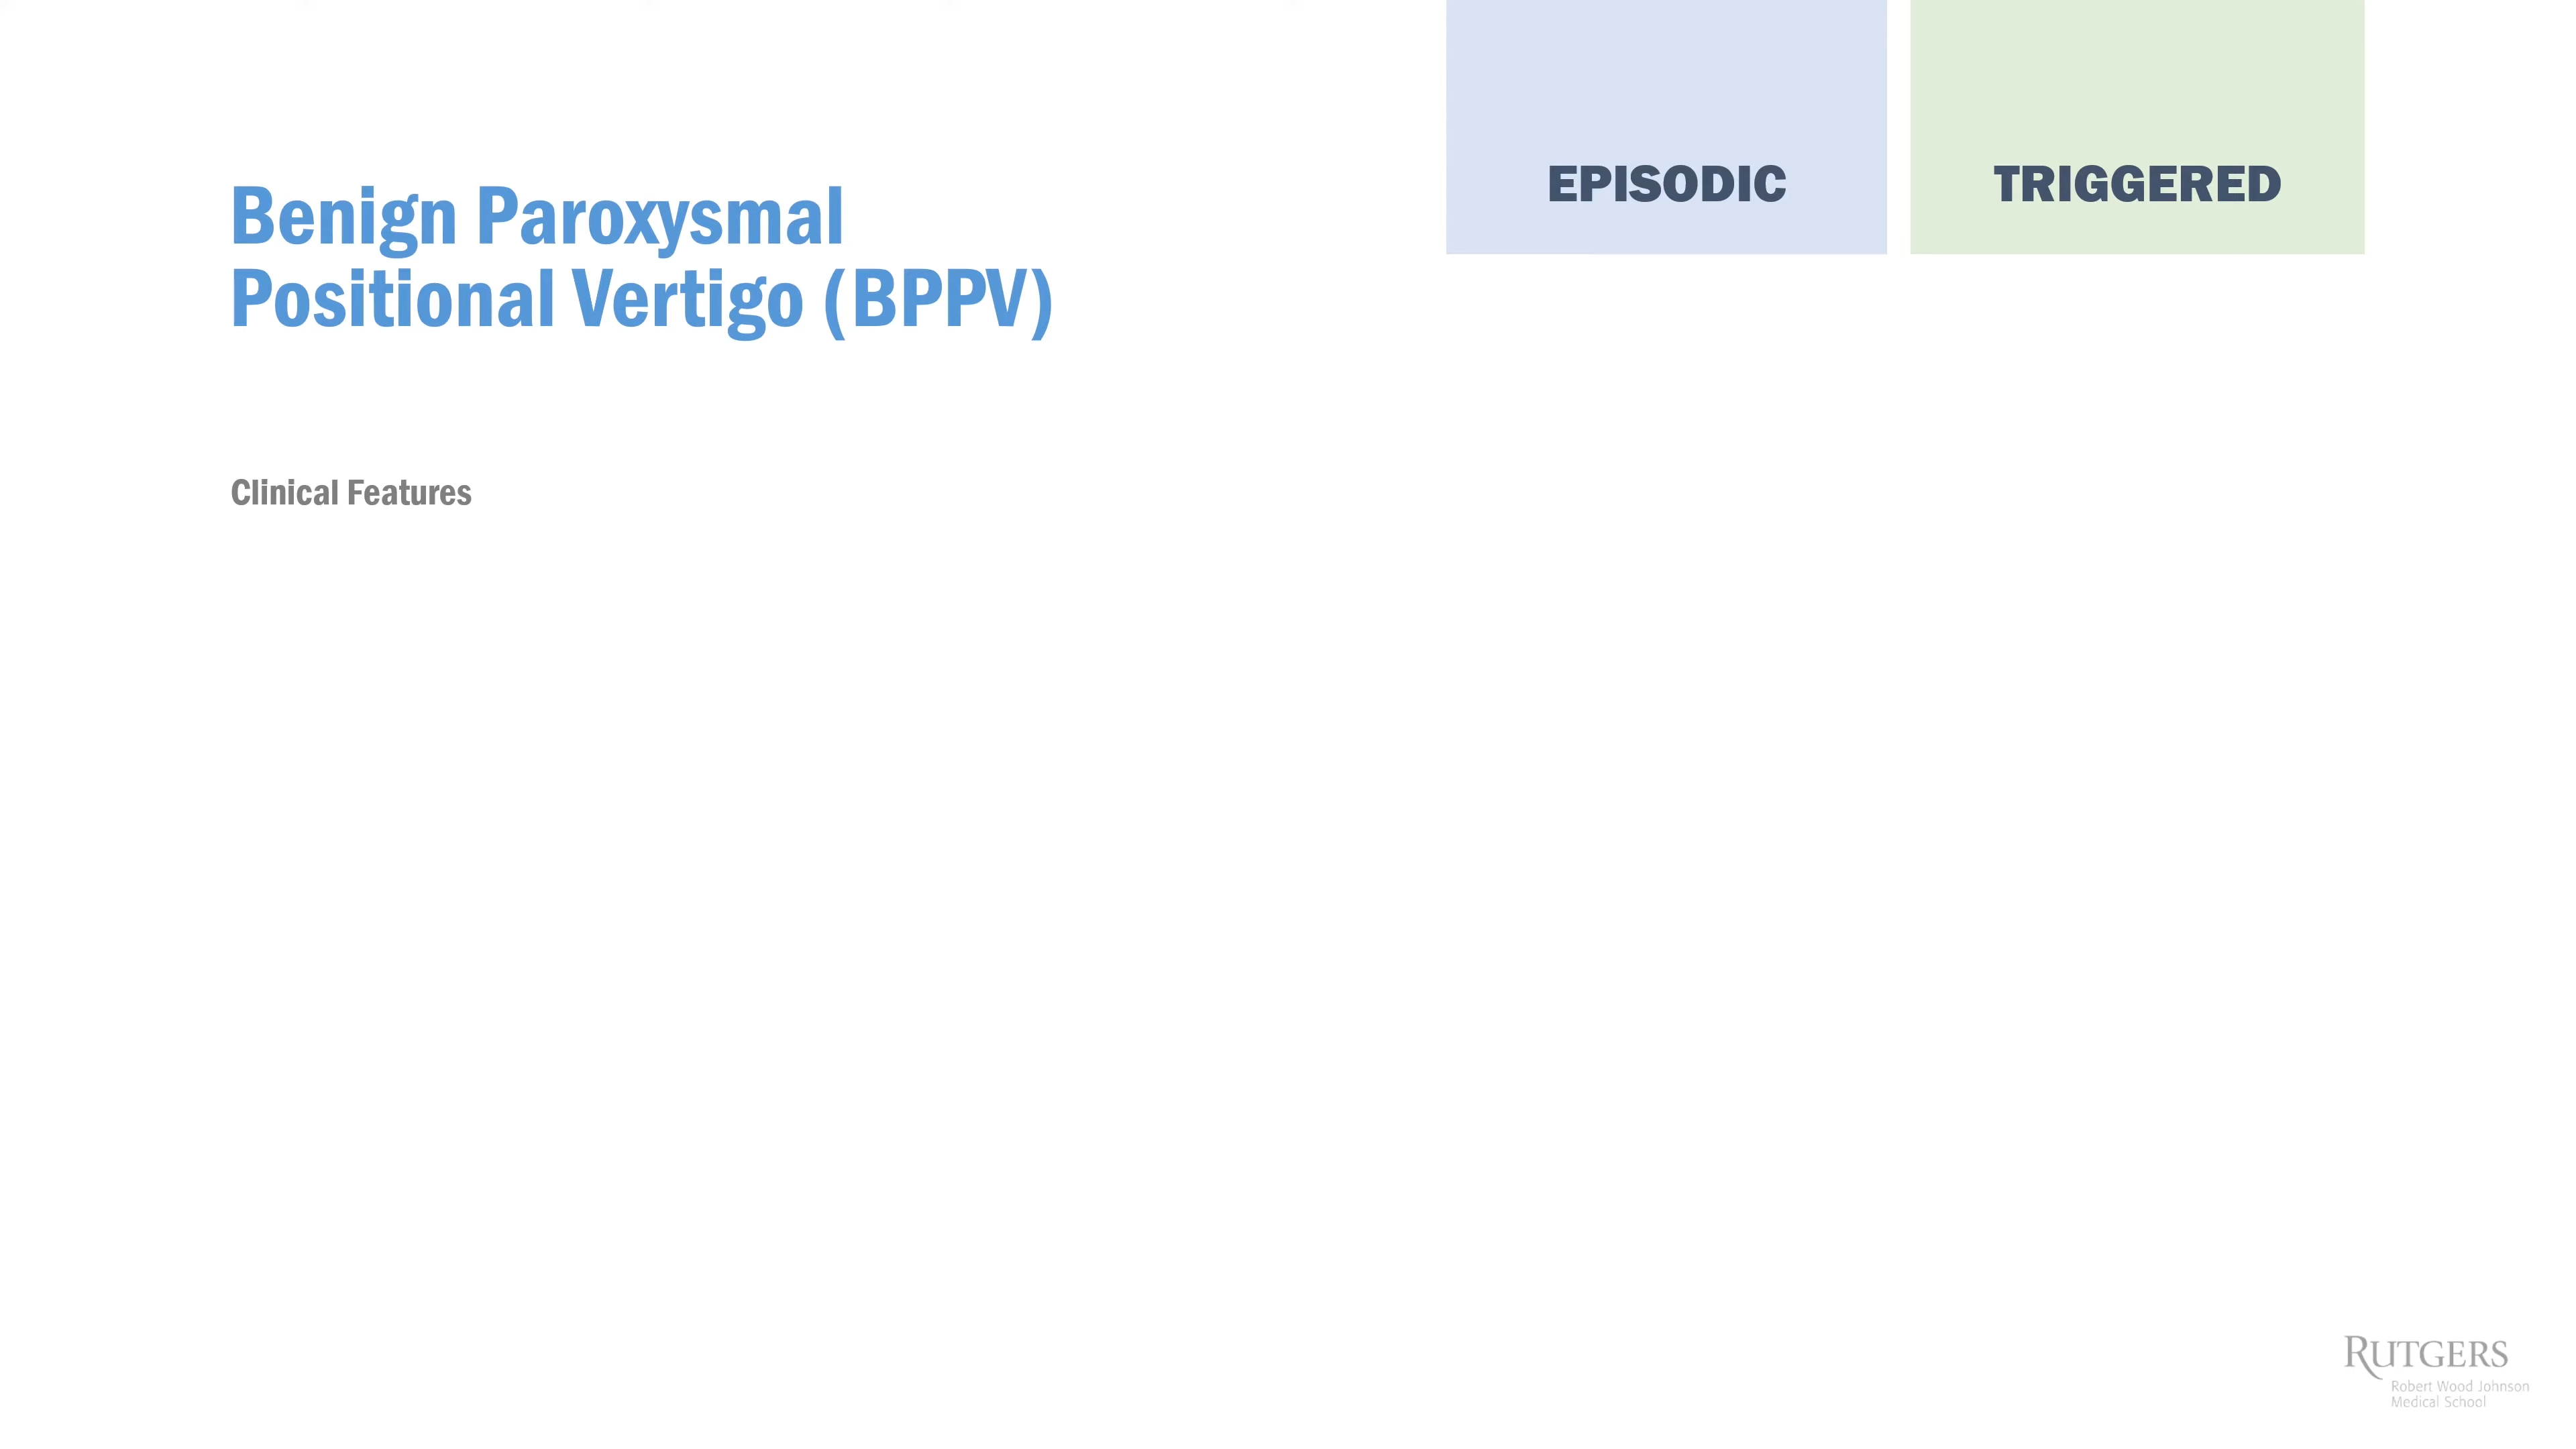 EPISODIC
TRIGGERED
Benign Paroxysmal
Positional Vertigo (BPPV)
Clinical Features
RUTGERS
Robert Wood Johnson
Medical School